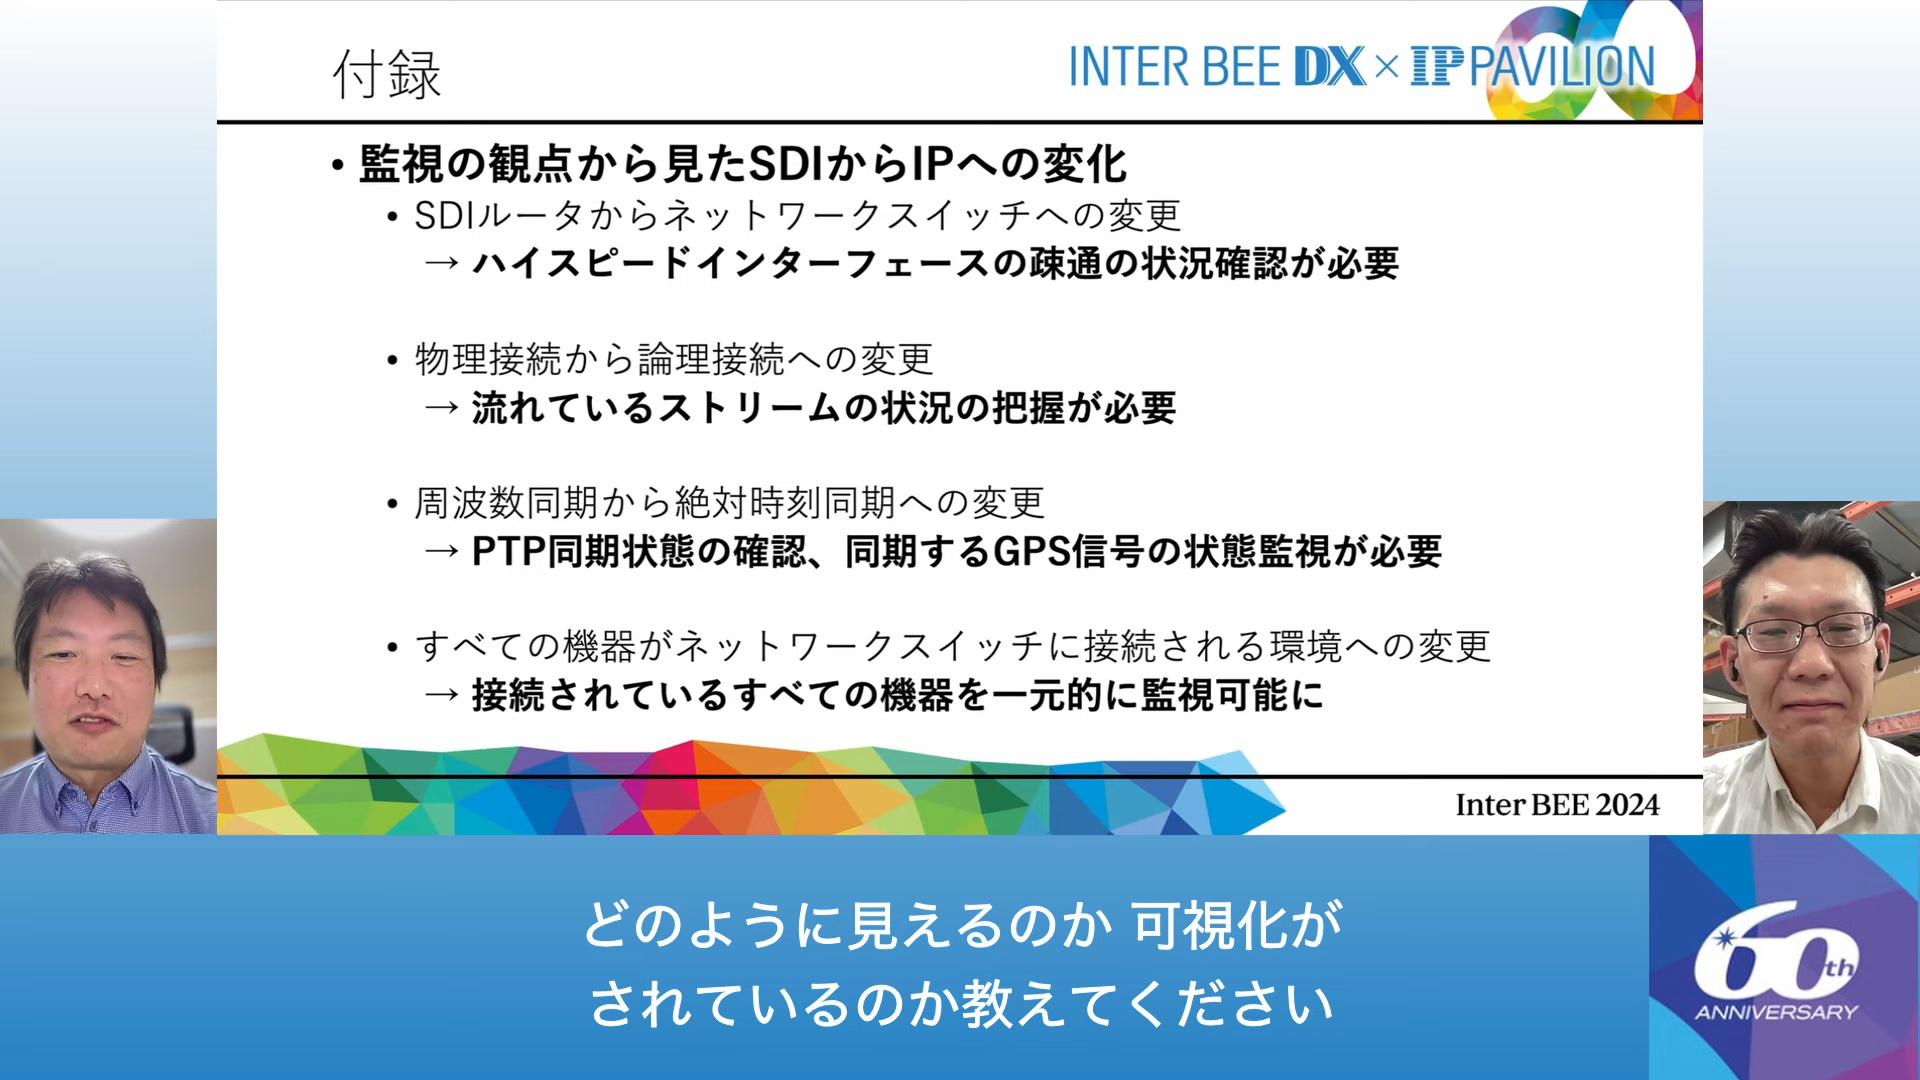 付録
INTER BEE DX×IP PAVILION
• 監視の観点から見たSDIからIPへの変化
• SDIルータからネットワークスイッチへの変更
→ ハイスピードインターフェースの疎通の状況確認が必要
• 物理接続から論理接続への変更
→ 流れているストリームの状況の把握が必要
• 周波数同期から絶対時刻同期への変更
→ PTP同期状態の確認、同期するGPS信号の状態監視が必要
• すべての機器がネットワークスイッチに接続される環境への変更
→ 接続されているすべての機器を一元的に監視可能に
Inter BEE 2024
どのように見えるのか 可視化が
されているのか教えてください
60th
ANNIVERSARY